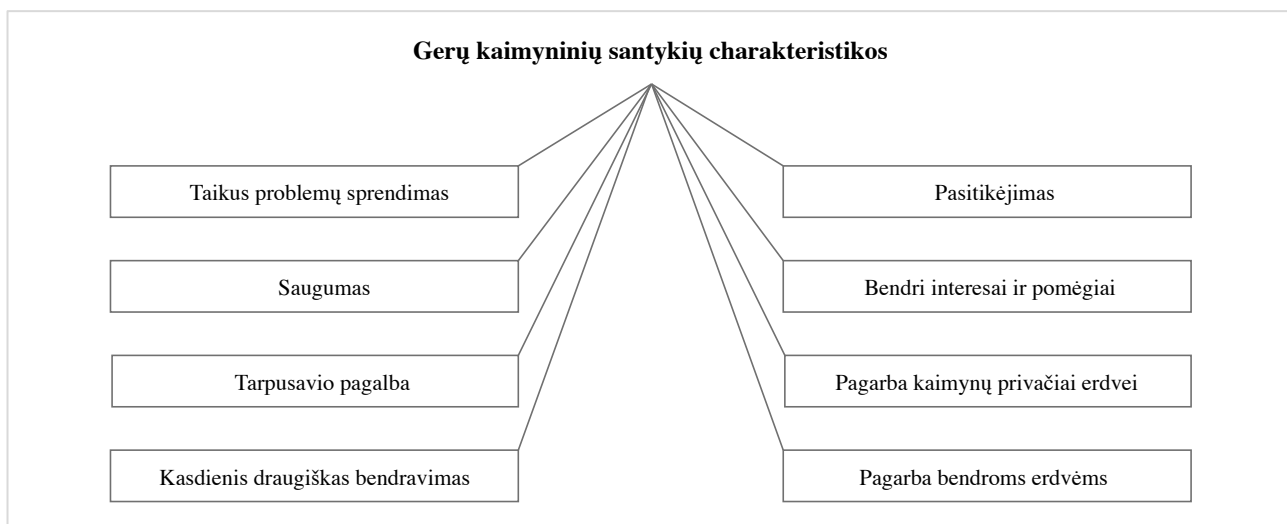 Gerų kaimyninių santykių charakteristikos
Taikus problemų sprendimas
Saugumas
Tarpusavio pagalba
Kasdienis draugiškas bendravimas
Pasitikėjimas
Bendri interesai ir pomėgiai
Pagarba kaimynų privačiai erdvei
Pagarba bendroms erdvėms